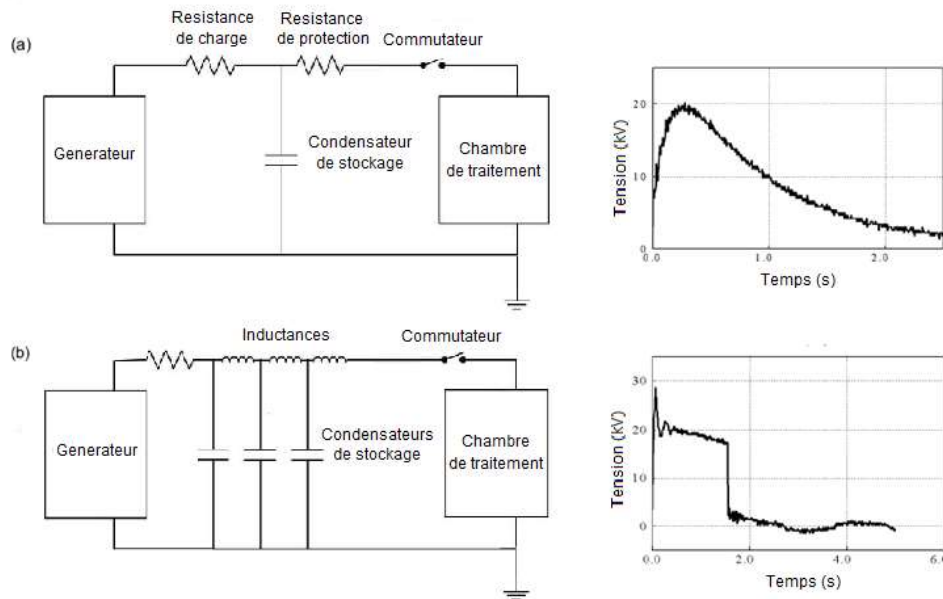 (a)
Resistance
de charge
Resistance
de protection
Commutateur
Generateur
Condensateur
de stockage
Chambre
de traitement
Tension (kV)
20
10
0
0.0
1.0
2.0
Temps (s)
(b)
Inductances
Commutateur
Generateur
Condensateurs
de stockage
Chambre
de traitement
Tension (kV)
30
20
10
0
0.0
2.0
4.0
6.0
Temps (s)